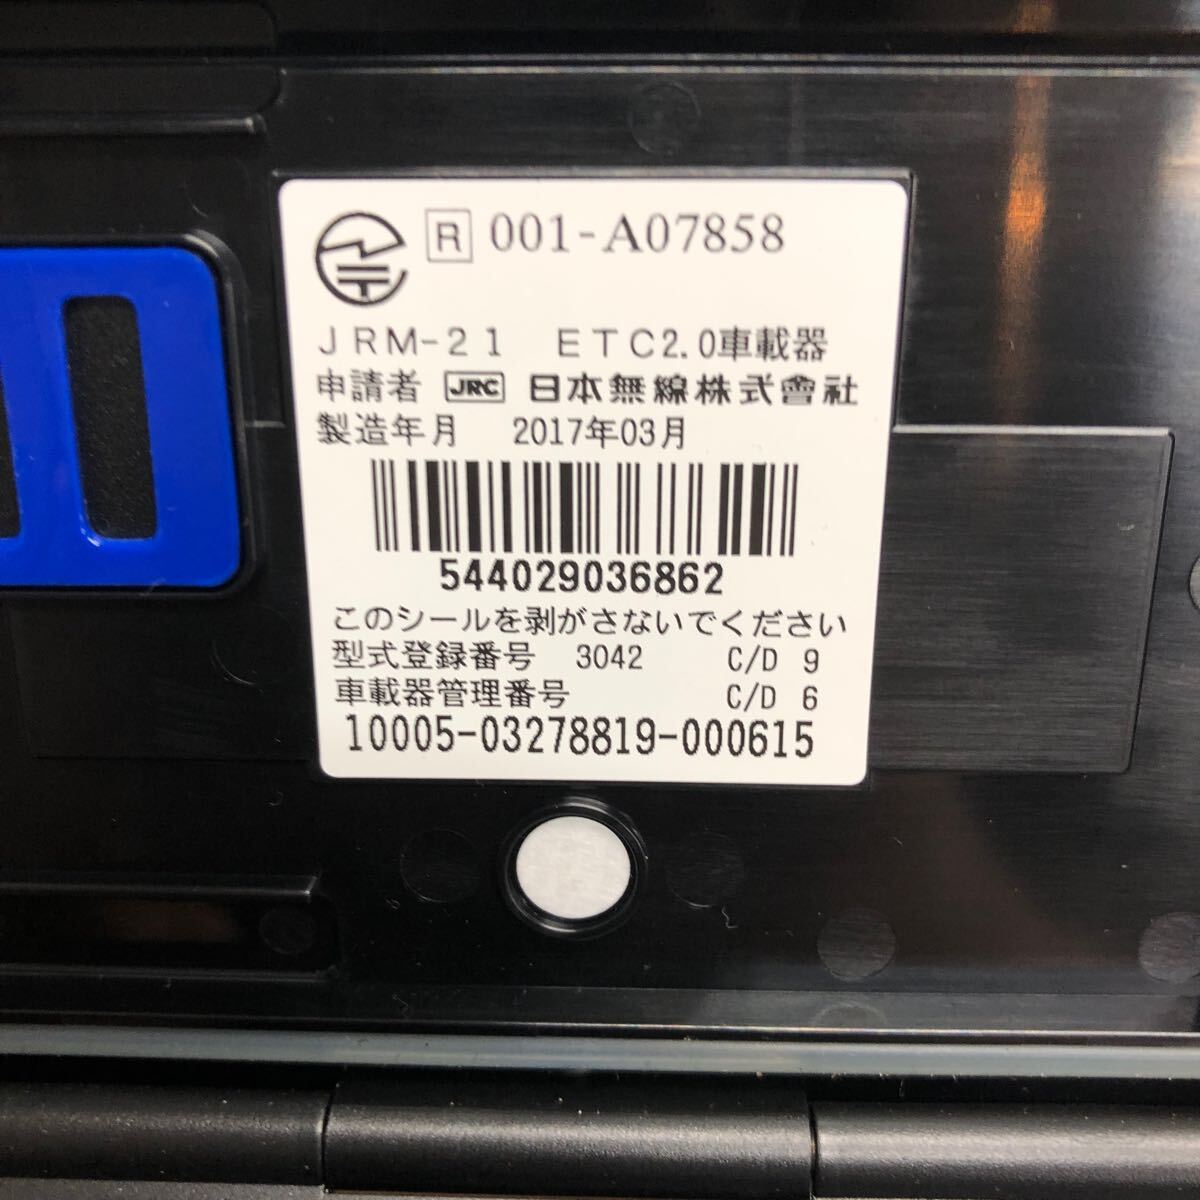 R 001-A07858
JRM-21 ETC2.0車載器
申請者 JRC 日本無線株式會社
製造年月 2017年03月
544029036862
このシールを剥がさないでください
型式登録番号 3042 C/D 9
車載器管理番号 C/D 6
10005-03278819-000615